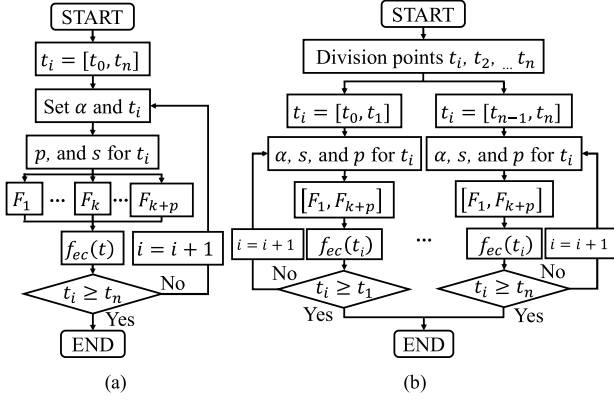 START
t_i = [t_0, t_n]
Set α and t_i
p, and s for t_i
F_1 ... F_k ... F_{k+p}
f_{ec}(t)
i = i + 1
No
t_i ≥ t_n
Yes
END
(a)
START
Division points t_i, t_2, ... t_n
t_i = [t_0, t_1]
t_i = [t_{n−1}, t_n]
α, s, and p for t_i
α, s, and p for t_i
[F_1, F_{k+p}]
[F_1, F_{k+p}]
i = i + 1
f_{ec}(t_i)
...
f_{ec}(t_i)
i = i + 1
No
No
t_i ≥ t_1
t_i ≥ t_n
Yes
Yes
END
(b)